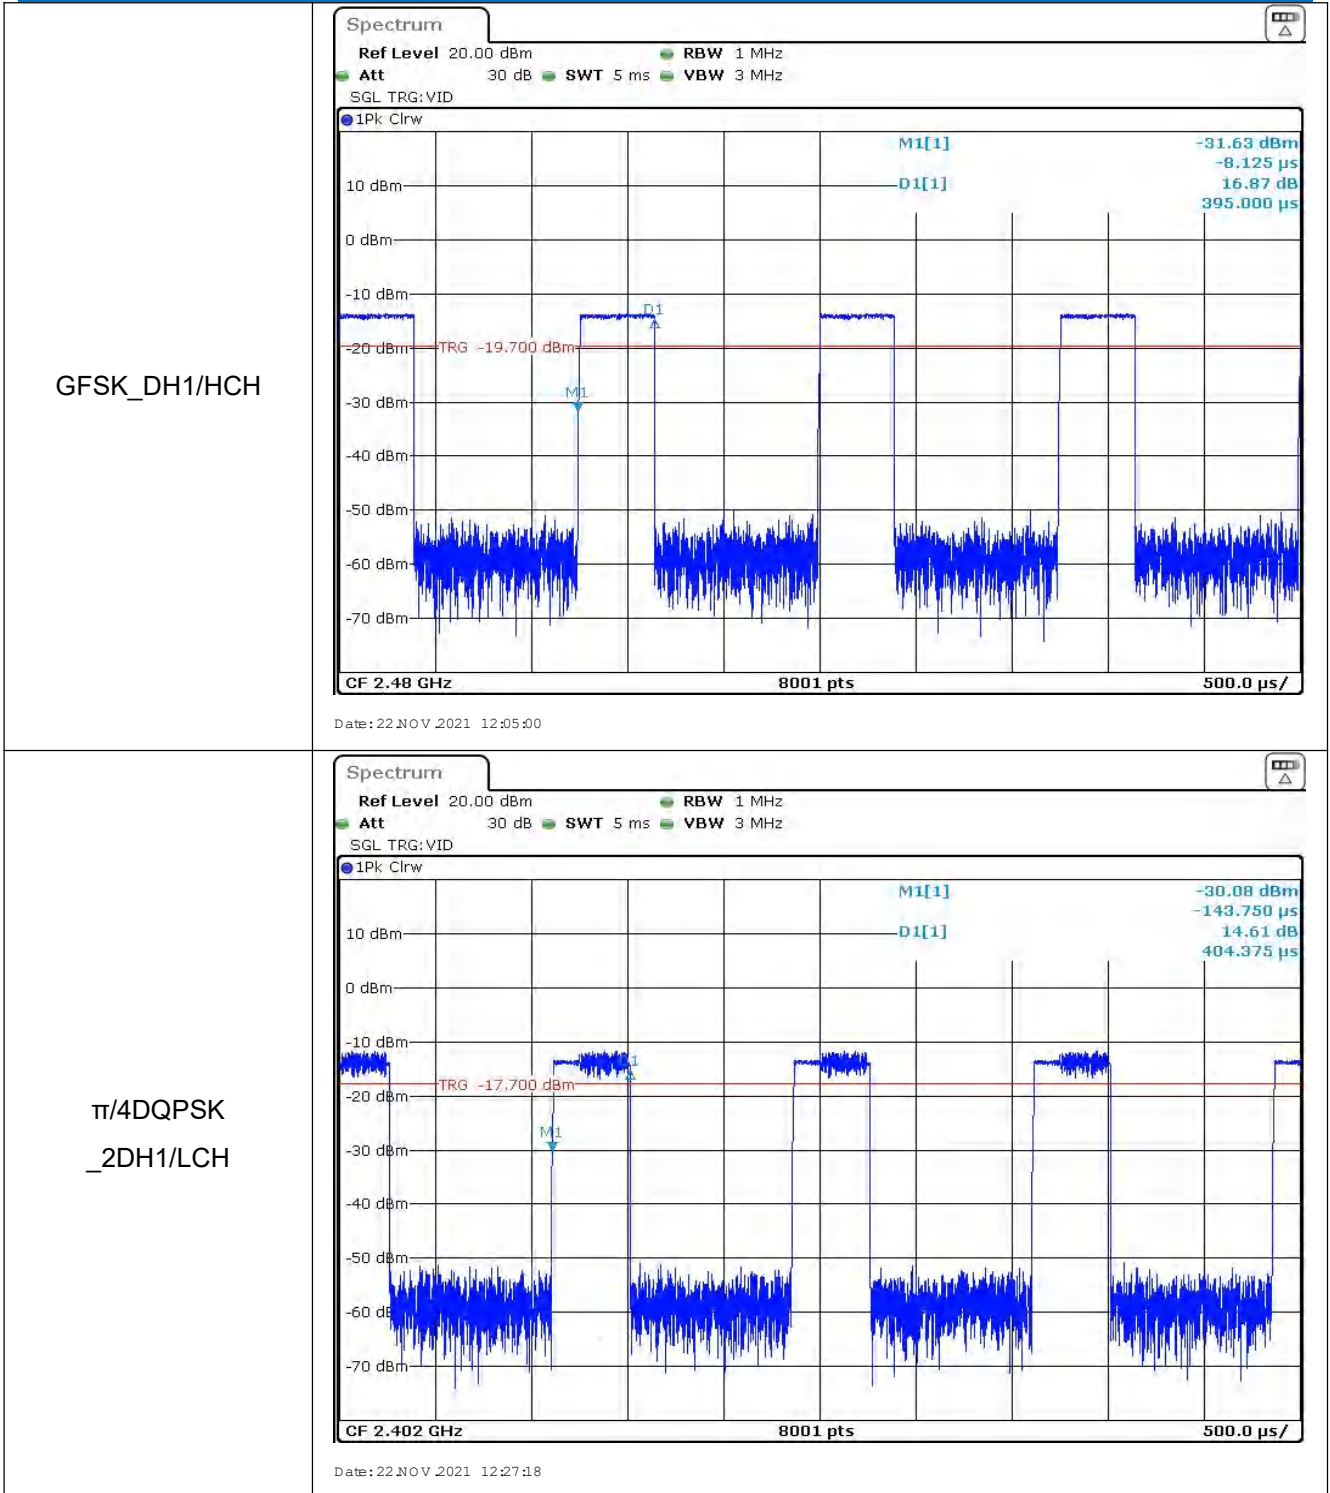 GFSK_DH1/HCH
Spectrum
Ref Level 20.00 dBm RBW 1 MHz
Att 30 dB SWT 5 ms VBW 3 MHz
SGL TRG:VID
1Pk Clrw
M1[1] -31.63 dBm
-8.125 µs
10 dBm D1[1] 16.87 dB
395.000 µs
0 dBm
-10 dBm
D1
-20 dBm TRG -19.700 dBm
M1
-30 dBm
-40 dBm
-50 dBm
-60 dBm
-70 dBm
CF 2.48 GHz 8001 pts 500.0 µs/
Date: 22.NOV.2021 12:05:00
π/4DQPSK
_2DH1/LCH
Spectrum
Ref Level 20.00 dBm RBW 1 MHz
Att 30 dB SWT 5 ms VBW 3 MHz
SGL TRG:VID
1Pk Clrw
M1[1] -30.08 dBm
-143.750 µs
10 dBm D1[1] 14.61 dB
404.375 µs
0 dBm
-10 dBm
TRG -17.700 dBm
-20 dBm
M1
-30 dBm
-40 dBm
-50 dBm
-60 dB
-70 dBm
CF 2.402 GHz 8001 pts 500.0 µs/
Date: 22.NOV.2021 12:27:18